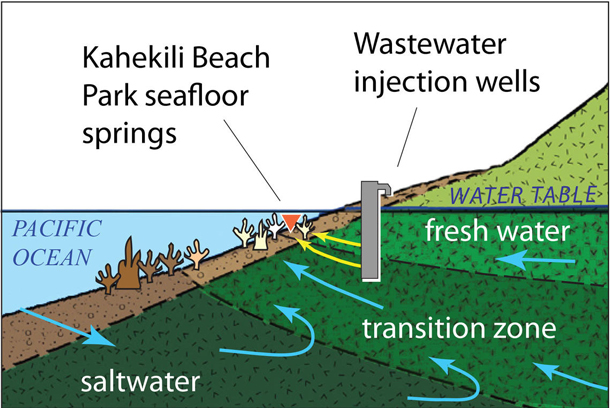 Kahekili Beach
Park seafloor
springs
Wastewater
injection wells
WATER TABLE
PACIFIC
OCEAN
fresh water
transition zone
saltwater